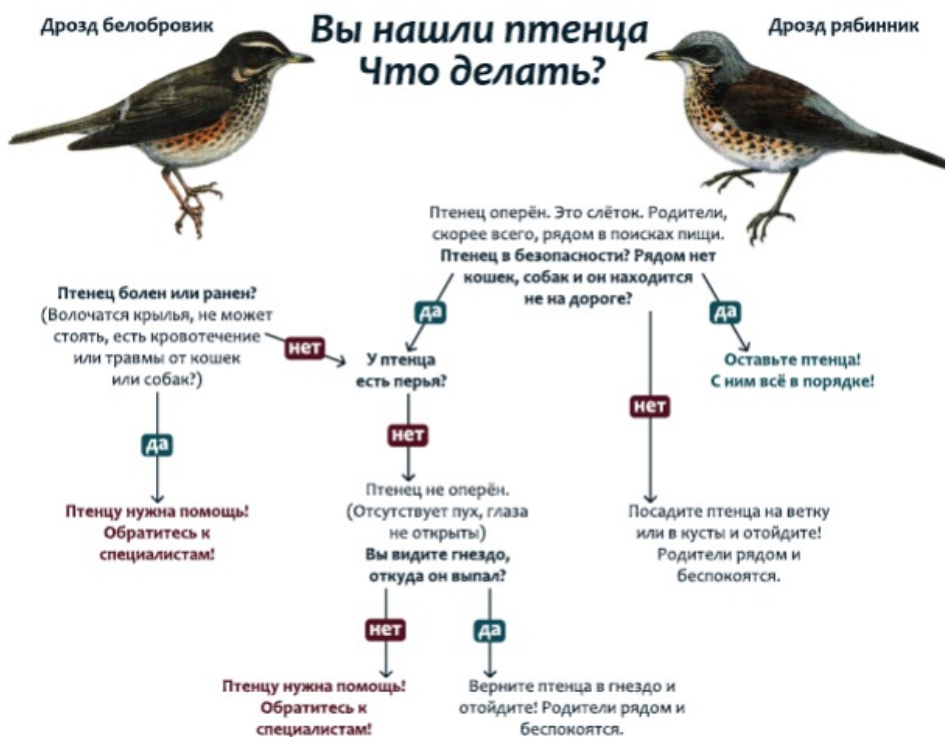 Дрозд белобровик
Вы нашли птенца
Что делать?
Дрозд рябинник
Птенец оперён. Это слёток. Родители,
скорее всего, рядом в поисках пищи.
Птенец в безопасности? Рядом нет
кошек, собак и он находится
не на дороге?
Птенец болен или ранен?
(Волочатся крылья, не может
стоять, есть кровотечение
или травмы от кошек
или собак?)
нет
да
У птенца
есть перья?
да
Оставьте птенца!
С ним всё в порядке!
да
нет
нет
Птенцу нужна помощь!
Обратитесь к
специалистам!
Птенец не оперён.
(Отсутствует пух, глаза
не открыты)
Вы видите гнездо,
откуда он выпал?
Посадите птенца на ветку
или в кусты и отойдите!
Родители рядом и
беспокоятся.
нет
да
Птенцу нужна помощь!
Обратитесь к
специалистам!
Верните птенца в гнездо и
отойдите! Родители рядом и
беспокоятся.